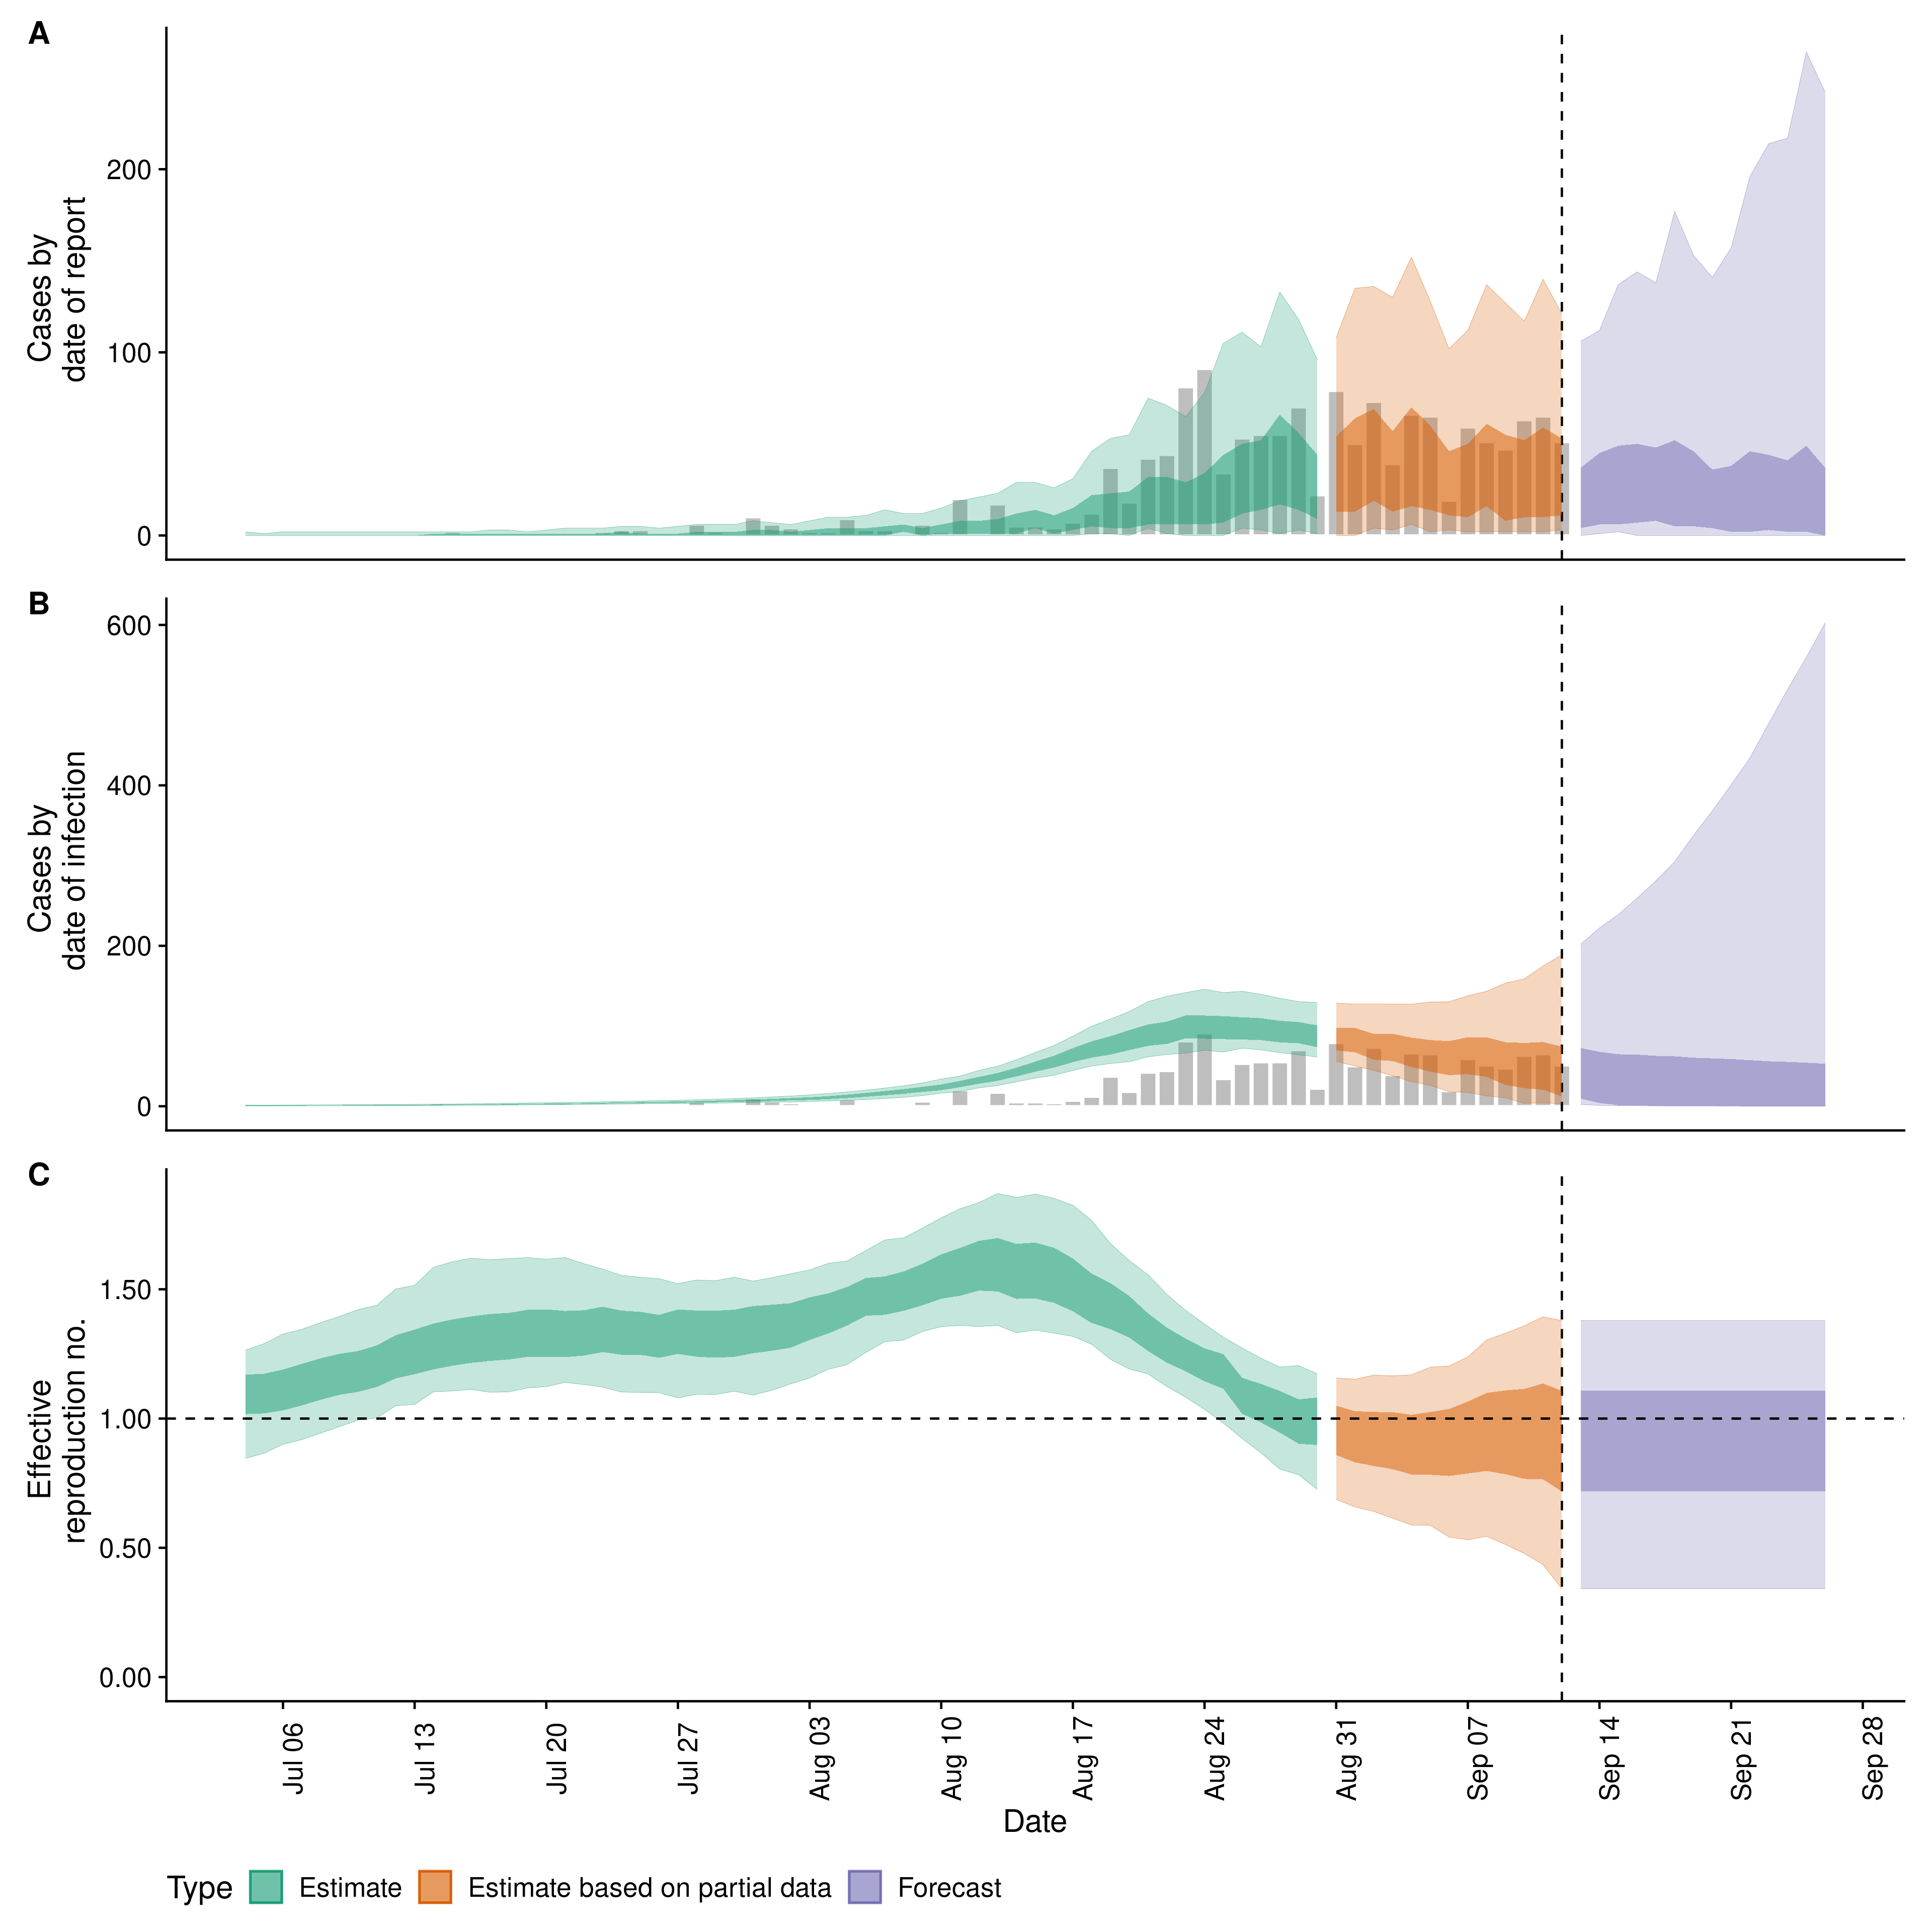 A
Cases by
date of report
200
100
0
B
Cases by
date of infection
600
400
200
0
C
Effective
reproduction no.
1.50
1.00
0.50
0.00
Jul 06
Jul 13
Jul 20
Jul 27
Aug 03
Aug 10
Aug 17
Aug 24
Aug 31
Sep 07
Sep 14
Sep 21
Sep 28
Date
Type Estimate Estimate based on partial data Forecast